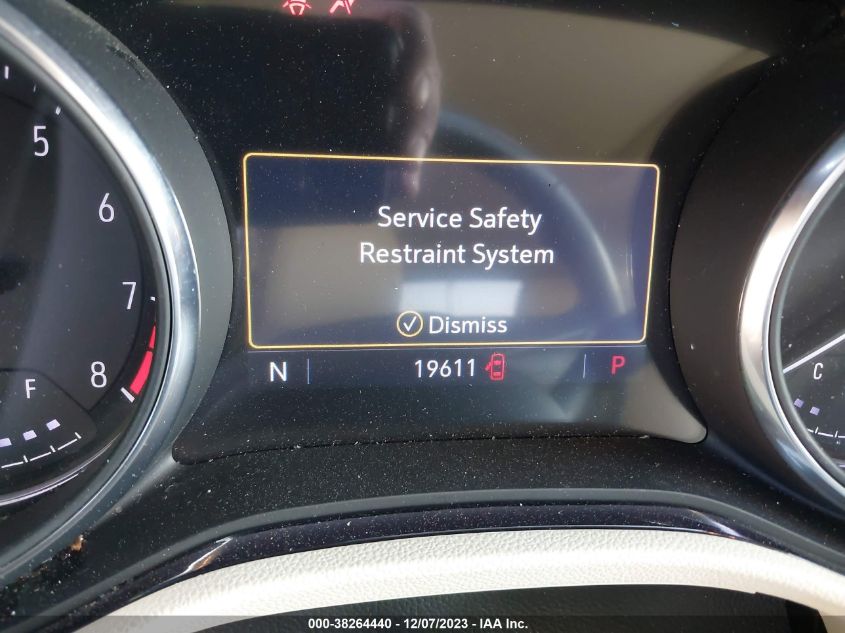 5
6
7
8
F
Service Safety
Restraint System
Dismiss
N
19611
P
C
000-38264440 - 12/07/2023 - IAA Inc.